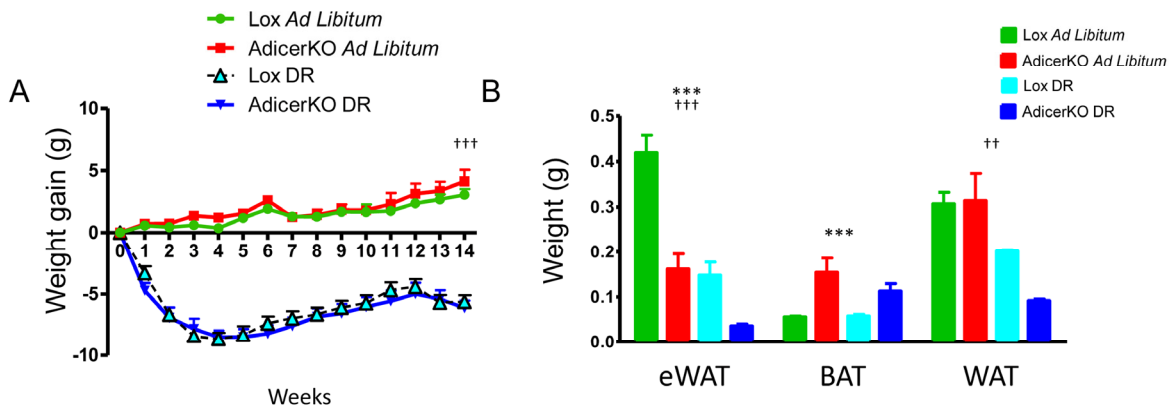 A
Lox Ad Libitum
AdicerKO Ad Libitum
Lox DR
AdicerKO DR
Weight gain (g)
10
5
0
-5
-10
†††
0 1 2 3 4 5 6 7 8 9 10 11 12 13 14
Weeks
B
Lox Ad Libitum
AdicerKO Ad Libitum
Lox DR
AdicerKO DR
Weight (g)
0.5
0.4
0.3
0.2
0.1
0.0
***
†††
***
††
eWAT BAT WAT